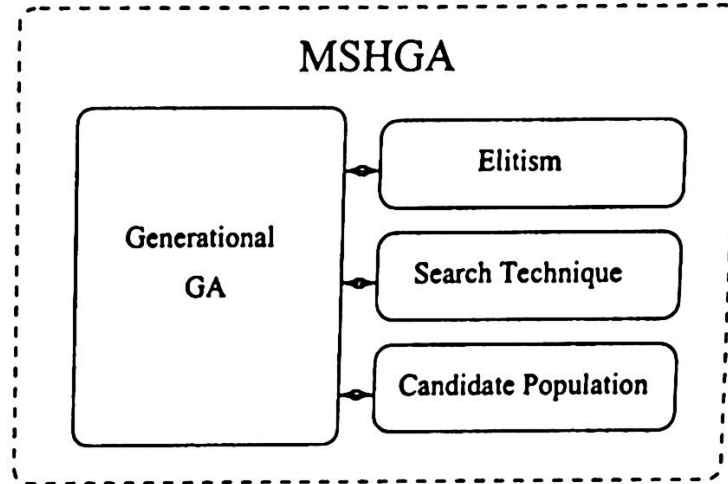 MSHGA
Generational
GA
Elitism
Search Technique
Candidate Population